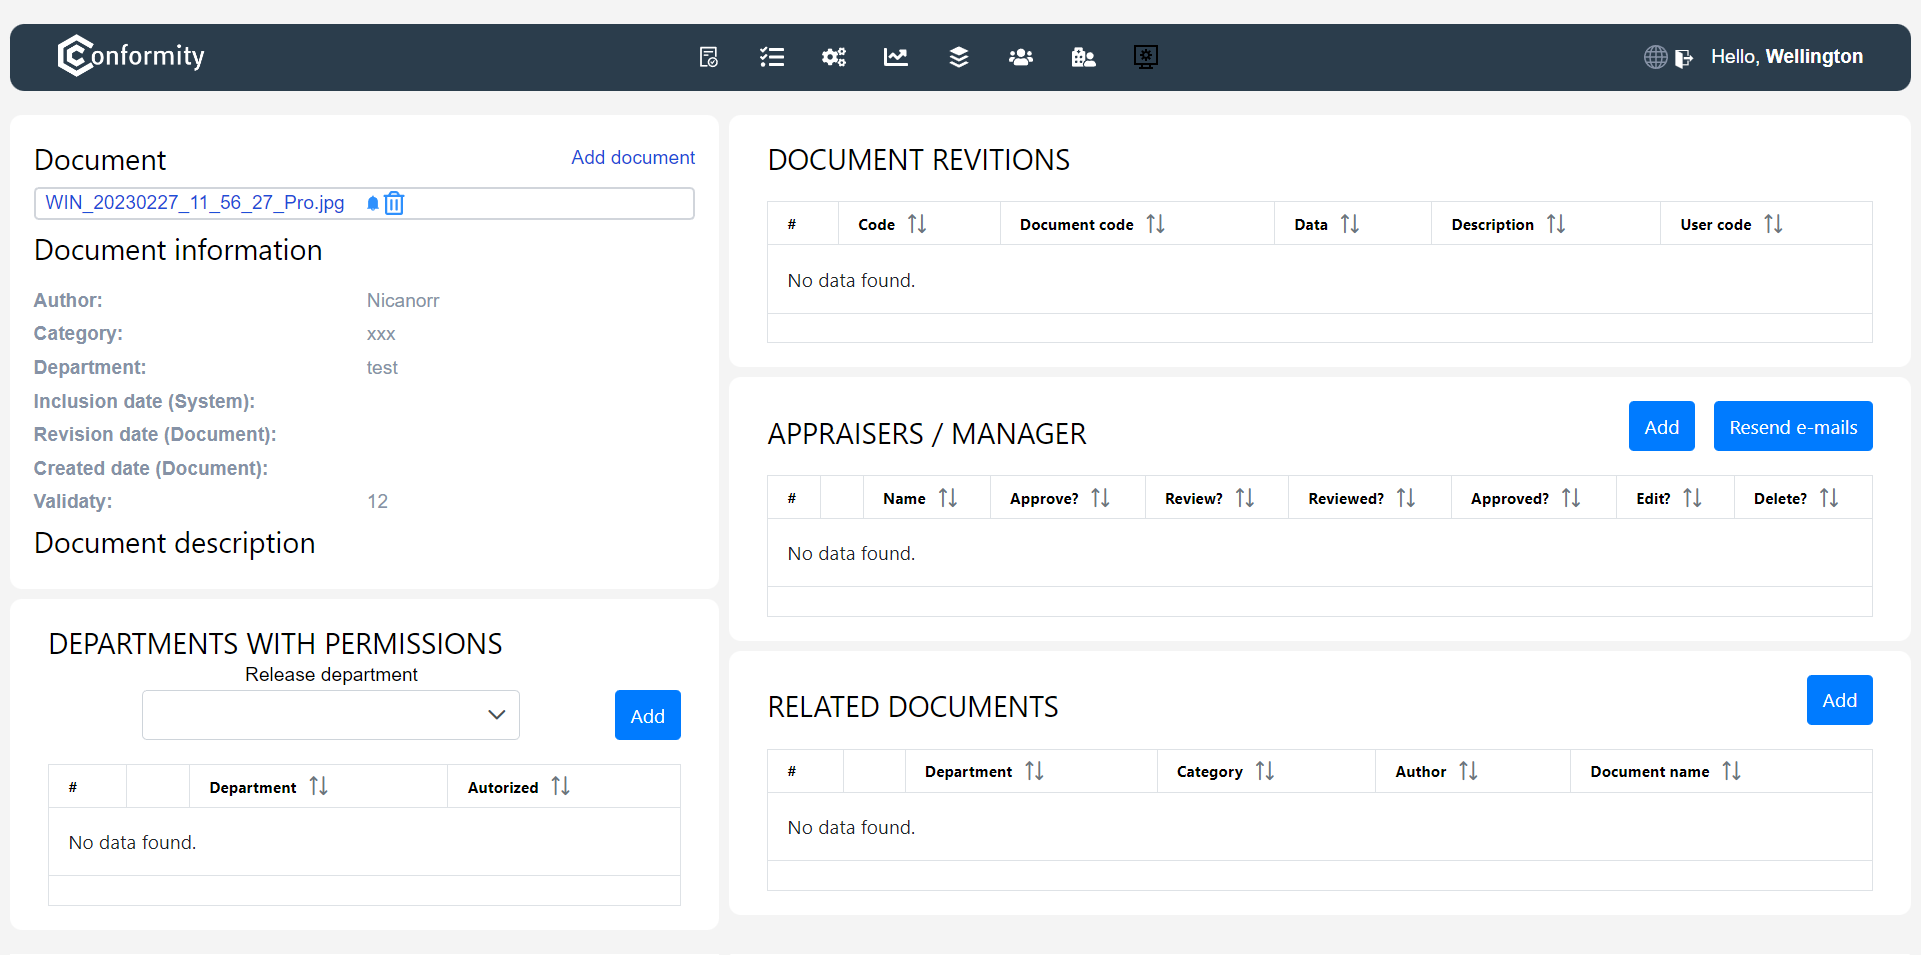 Conformity
Hello, Wellington
Document
Add document
WIN_20230227_11_56_27_Pro.jpg
Document information
Author: Nicanorr
Category: xxx
Department: test
Inclusion date (System):
Revision date (Document):
Created date (Document):
Validaty: 12
Document description
DEPARTMENTS WITH PERMISSIONS
Release department
Add
# Department Autorized
No data found.
DOCUMENT REVITIONS
# Code Document code Data Description User code
No data found.
APPRAISERS / MANAGER
Add Resend e-mails
# Name Approve? Review? Reviewed? Approved? Edit? Delete?
No data found.
RELATED DOCUMENTS
Add
# Department Category Author Document name
No data found.